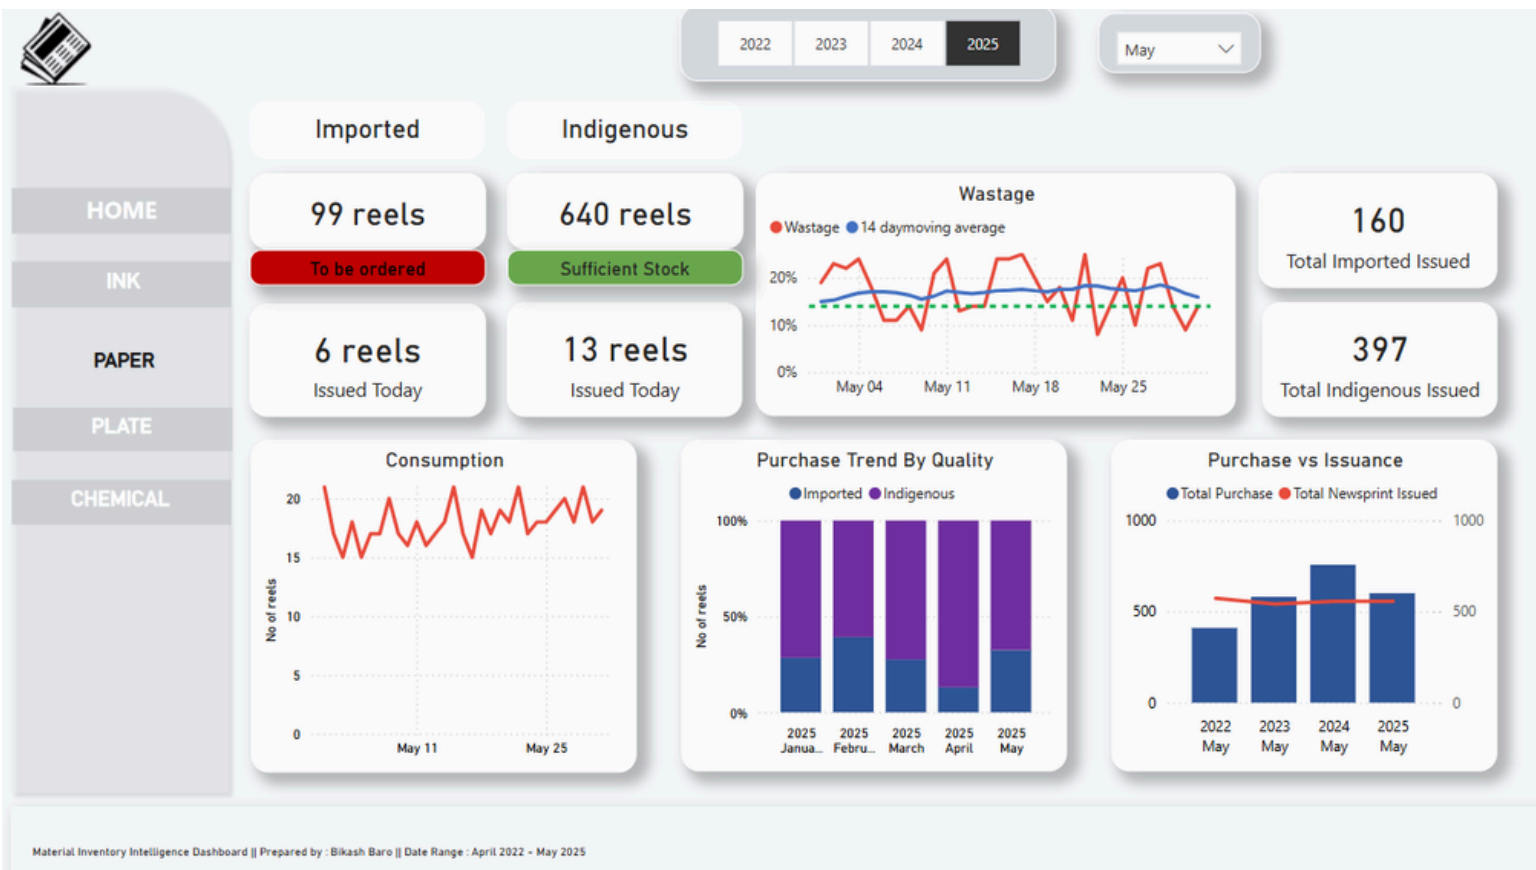 2022 2023 2024 2025
May
HOME
INK
PAPER
PLATE
CHEMICAL
Imported
Indigenous
99 reels
To be ordered
640 reels
Sufficient Stock
6 reels
Issued Today
13 reels
Issued Today
Wastage
Wastage 14 daymoving average
20%
10%
0%
May 04 May 11 May 18 May 25
160
Total Imported Issued
397
Total Indigenous Issued
Consumption
No of reels
20
15
10
5
0
May 11 May 25
Purchase Trend By Quality
Imported Indigenous
No of reels
100%
50%
0%
2025 2025 2025 2025 2025
Janua... Febru... March April May
Purchase vs Issuance
Total Purchase Total Newsprint Issued
1000 1000
500 500
0 0
2022 2023 2024 2025
May May May May
Material Inventory Intelligence Dashboard || Prepared by : Bikash Baro || Date Range : April 2022 - May 2025